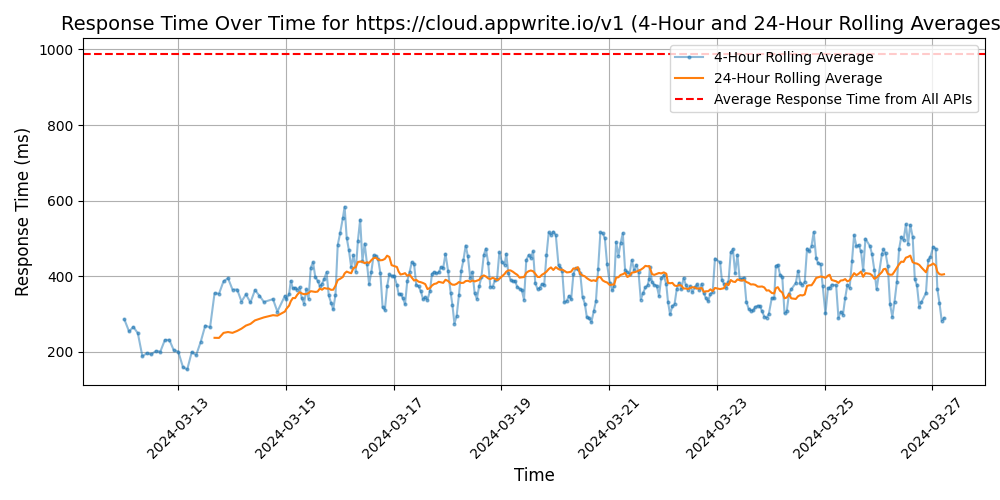 Response Time Over Time for https://cloud.appwrite.io/v1 (4-Hour and 24-Hour Rolling Averages
1000
800
600
400
200
Response Time (ms)
4-Hour Rolling Average
24-Hour Rolling Average
Average Response Time from All APIs
2024-03-13
2024-03-15
2024-03-17
2024-03-19
2024-03-21
2024-03-23
2024-03-25
2024-03-27
Time